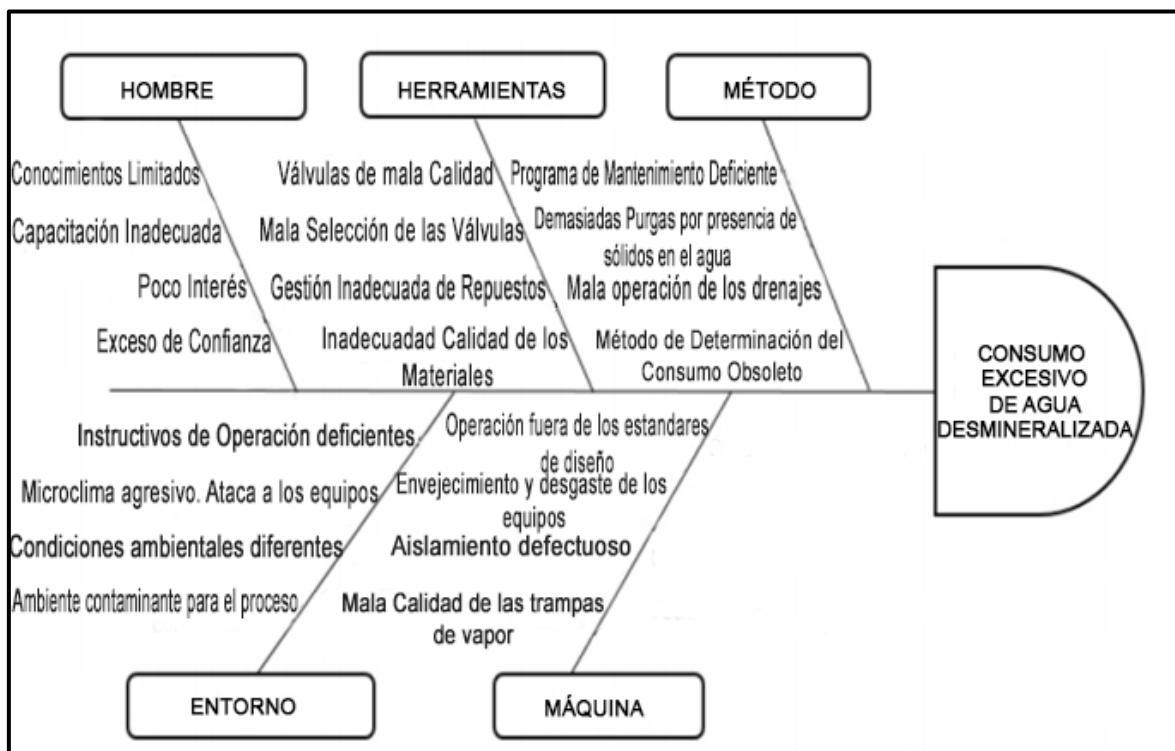 HOMBRE
HERRAMIENTAS
MÉTODO
Conocimientos Limitados
Capacitación Inadecuada
Poco Interés
Exceso de Confianza
Válvulas de mala Calidad
Mala Selección de las Válvulas
Gestión Inadecuada de Repuestos
Inadecuadad Calidad de los
Materiales
Programa de Mantenimiento Deficiente
Demasiadas Purgas por presencia de
sólidos en el agua
Mala operación de los drenajes
Método de Determinación del
Consumo Obsoleto
CONSUMO
EXCESIVO
DE AGUA
DESMINERALIZADA
Instructivos de Operación deficientes
Microclima agresivo. Ataca a los equipos
Condiciones ambientales diferentes
Ambiente contaminante para el proceso
Operación fuera de los estandares
de diseño
Envejecimiento y desgaste de los
equipos
Aislamiento defectuoso
Mala Calidad de las trampas
de vapor
ENTORNO
MÁQUINA